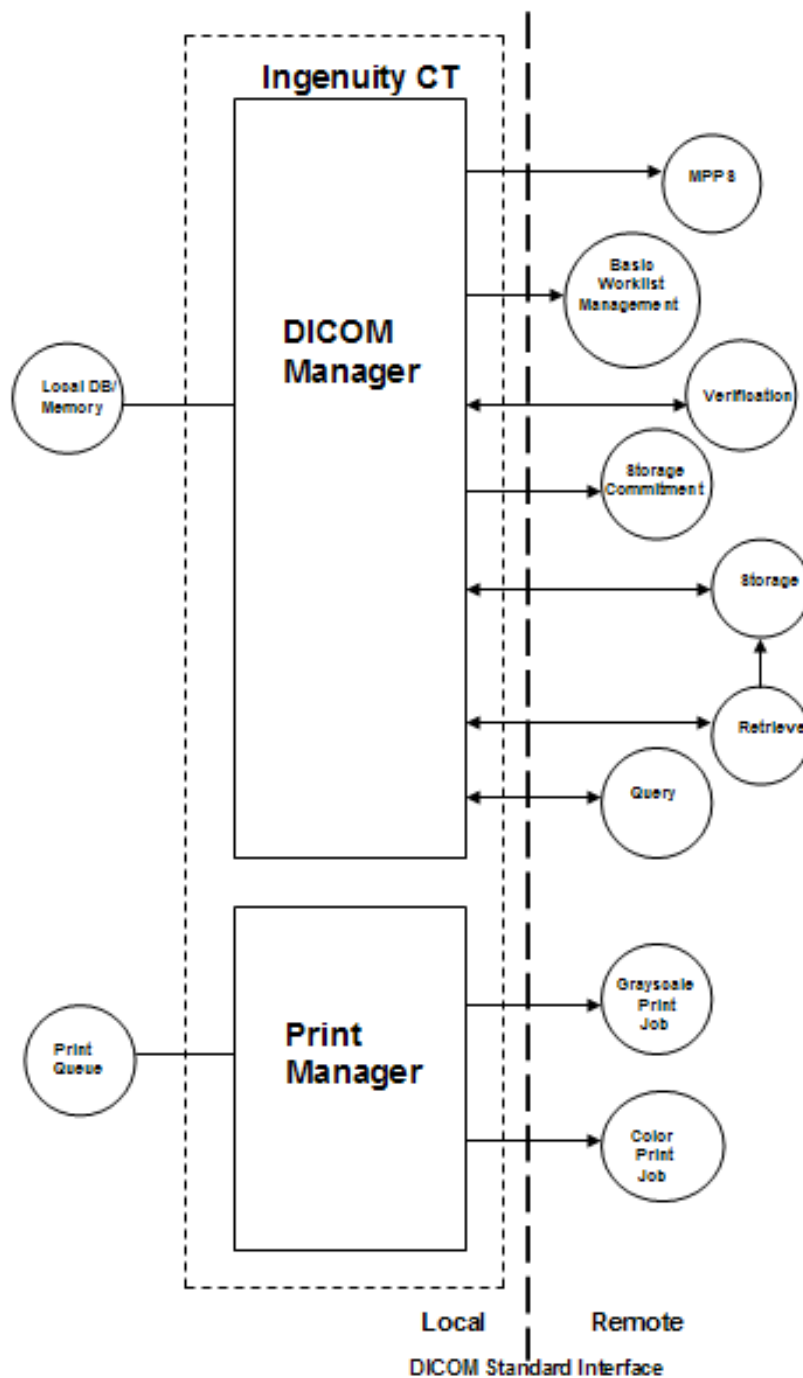 Ingenuity CT
MPPS
Basic
Worklist
Management
DICOM
Manager
Local DB/
Memory
Verification
Storage
Commitment
Storage
Retrieve
Query
Grayscale
Print
Job
Print
Manager
Print
Queue
Color
Print
Job
Local
Remote
DICOM Standard Interface